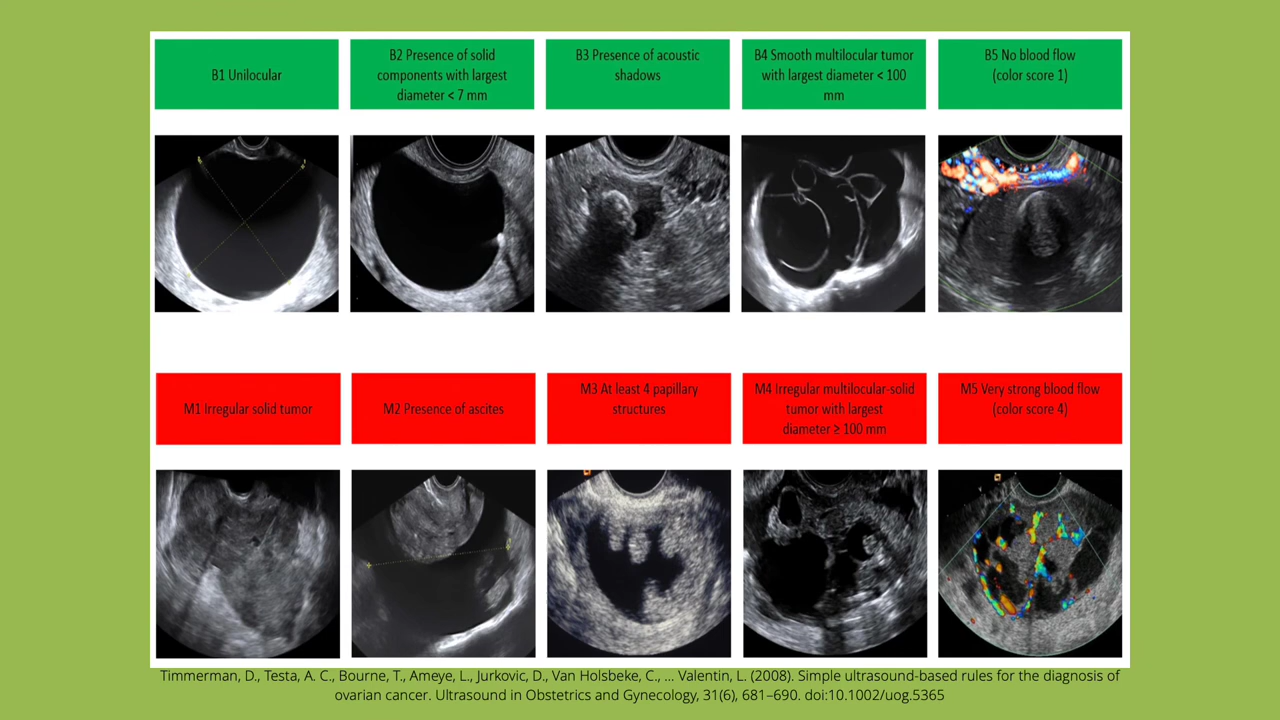 B1 Unilocular
B2 Presence of solid
components with largest
diameter < 7 mm
B3 Presence of acoustic
shadows
B4 Smooth multilocular tumor
with largest diameter < 100
mm
B5 No blood flow
(color score 1)
M1 Irregular solid tumor
M2 Presence of ascites
M3 At least 4 papillary
structures
M4 Irregular multilocular-solid
tumor with largest
diameter ≥ 100 mm
M5 Very strong blood flow
(color score 4)
Timmerman, D., Testa, A. C., Bourne, T., Ameye, L., Jurkovic, D., Van Holsbeke, C., ... Valentin, L. (2008). Simple ultrasound-based rules for the diagnosis of
ovarian cancer. Ultrasound in Obstetrics and Gynecology, 31(6), 681–690. doi:10.1002/uog.5365